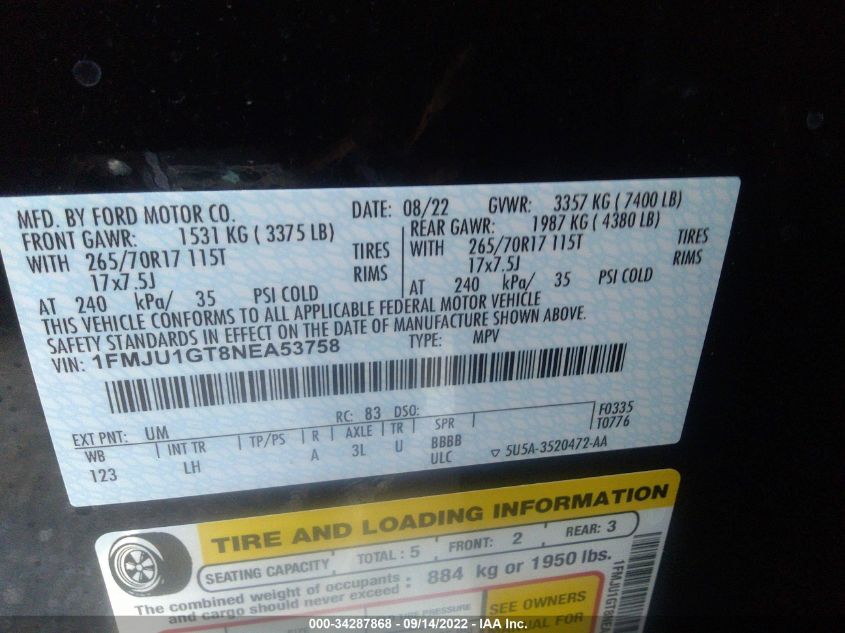 MFD. BY FORD MOTOR CO. DATE: 08/22 GVWR: 3357 KG ( 7400 LB)
FRONT GAWR: 1531 KG ( 3375 LB) REAR GAWR: 1987 KG ( 4380 LB)
WITH 265/70R17 115T TIRES WITH 265/70R17 115T TIRES
17x7.5J RIMS 17x7.5J RIMS
AT 240 kPa/ 35 PSI COLD AT 240 kPa/ 35 PSI COLD
THIS VEHICLE CONFORMS TO ALL APPLICABLE FEDERAL MOTOR VEHICLE
SAFETY STANDARDS IN EFFECT ON THE DATE OF MANUFACTURE SHOWN ABOVE.
VIN: 1FMJU1GT8NEA53758 TYPE: MPV
EXT PNT: UM RC: 83 DSO: F0335
WB INT TR TP/PS R AXLE TR SPR T0776
123 LH A 3L U BBBB
ULC ▽ 5U5A-3520472-AA
TIRE AND LOADING INFORMATION
SEATING CAPACITY TOTAL : 5 FRONT: 2 REAR: 3
The combined weight of occupants
and cargo should never exceed : 884 kg or 1950 lbs.
TIRE PRESSURE
SEE OWNERS
MANUAL FOR
000-34287868 - 09/14/2022 - IAA Inc.